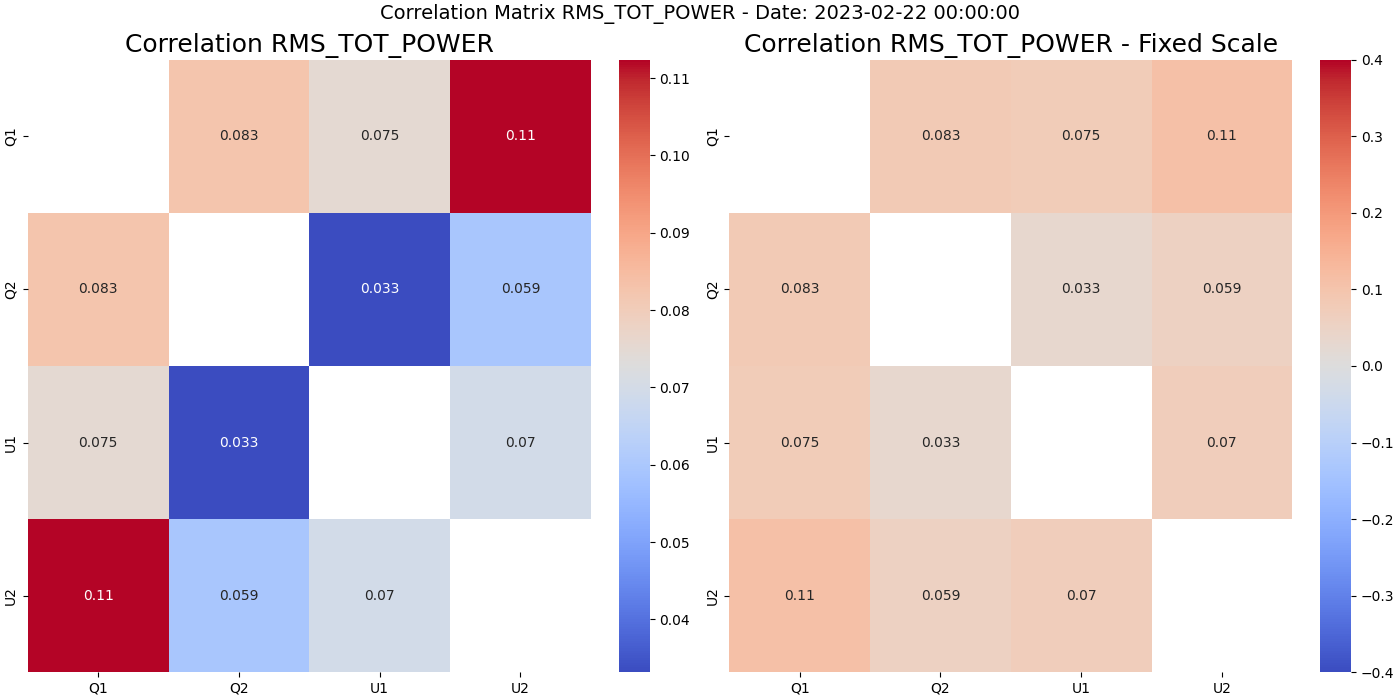 Correlation Matrix RMS_TOT_POWER - Date: 2023-02-22 00:00:00
Correlation RMS_TOT_POWER
Q1
0.083
0.075
0.11
Q2
0.083
0.033
0.059
U1
0.075
0.033
0.07
U2
0.11
0.059
0.07
Q1
Q2
U1
U2
0.11
0.10
0.09
0.08
0.07
0.06
0.05
0.04
Correlation RMS_TOT_POWER - Fixed Scale
Q1
0.083
0.075
0.11
Q2
0.083
0.033
0.059
U1
0.075
0.033
0.07
U2
0.11
0.059
0.07
Q1
Q2
U1
U2
0.4
0.3
0.2
0.1
0.0
−0.1
−0.2
−0.3
−0.4